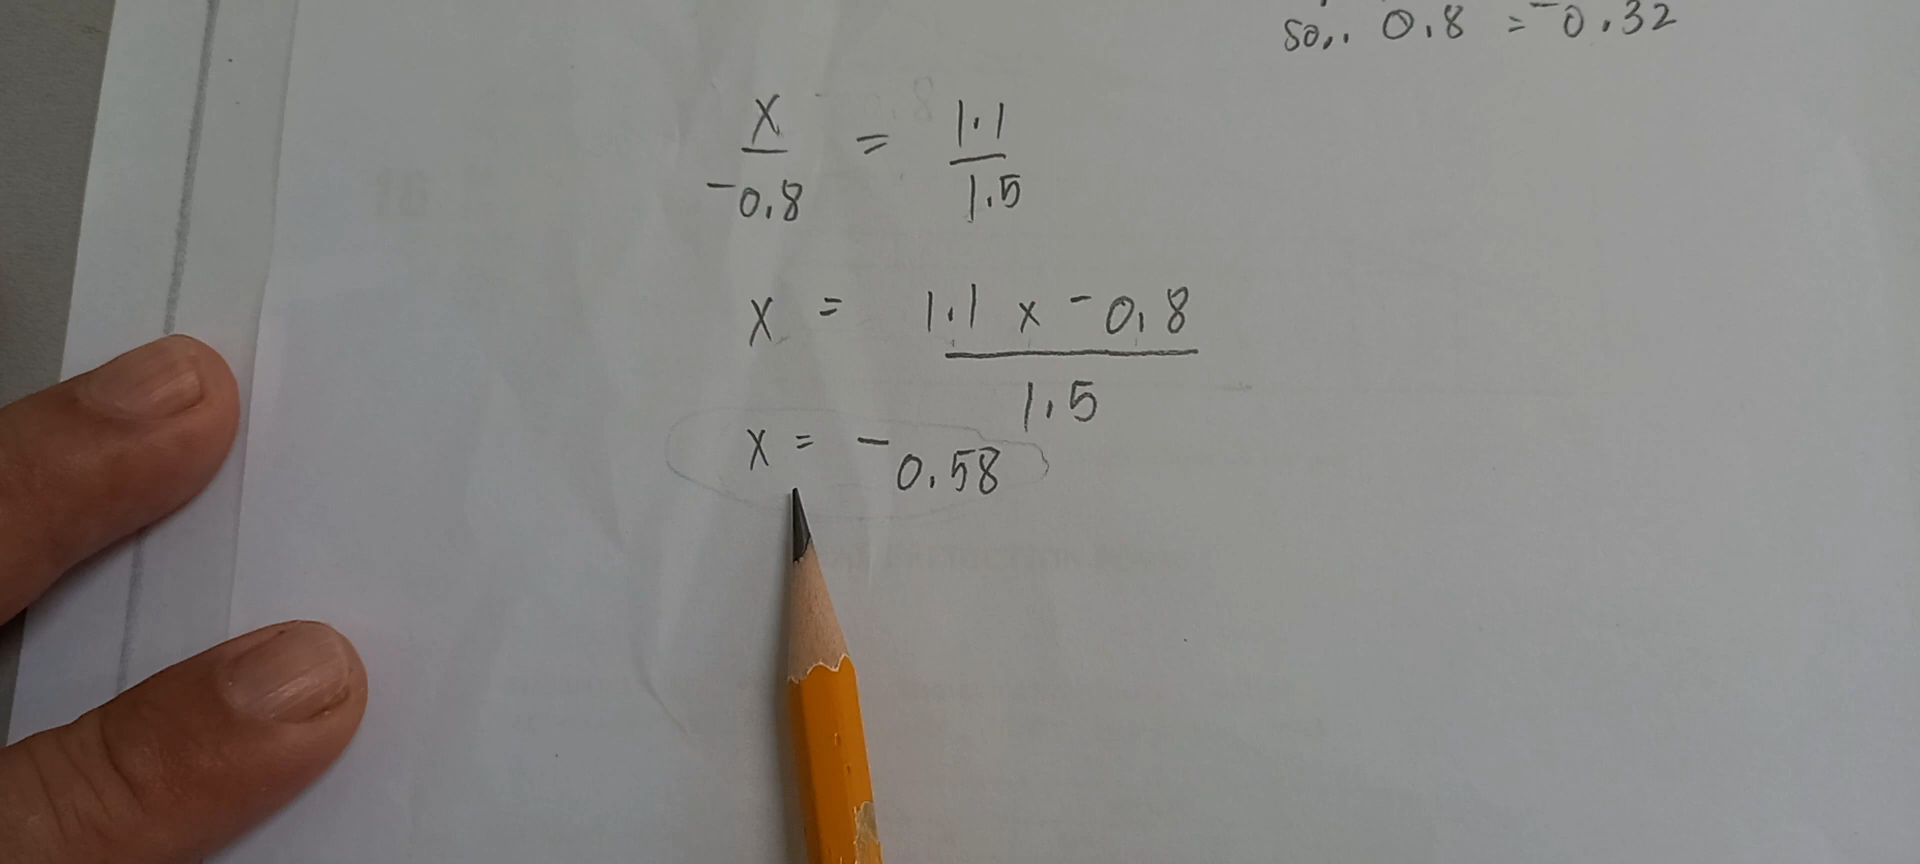 so,. 0.8 = -0.32
x/-0.8 = 1.1/1.5
x = 1.1 x -0.8 / 1.5
x = -0.58